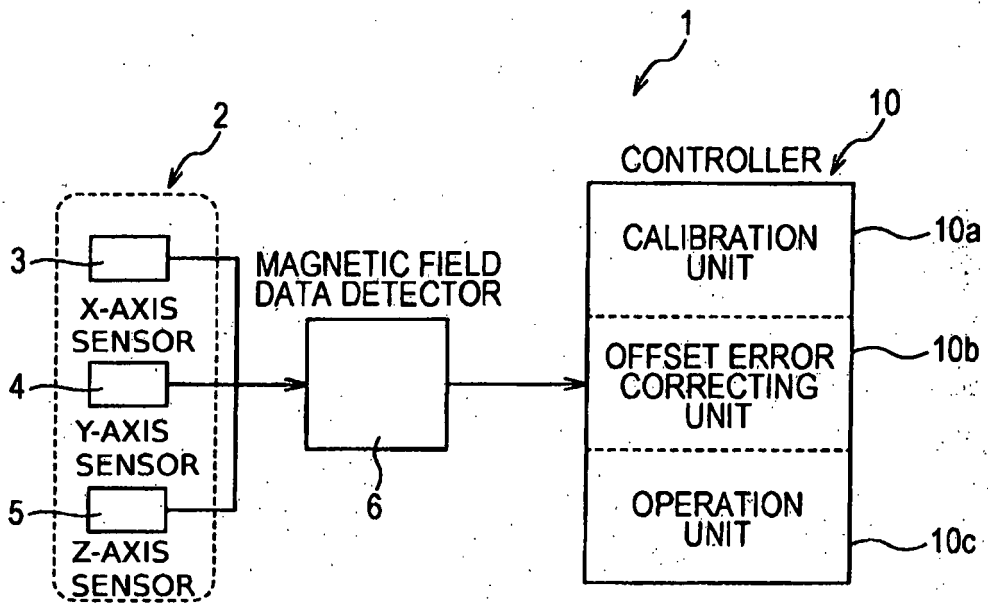 1
2
10
CONTROLLER
3
X-AXIS
SENSOR
4
Y-AXIS
SENSOR
5
Z-AXIS
SENSOR
MAGNETIC FIELD
DATA DETECTOR
6
CALIBRATION
UNIT
10a
OFFSET ERROR
CORRECTING
UNIT
10b
OPERATION
UNIT
10c